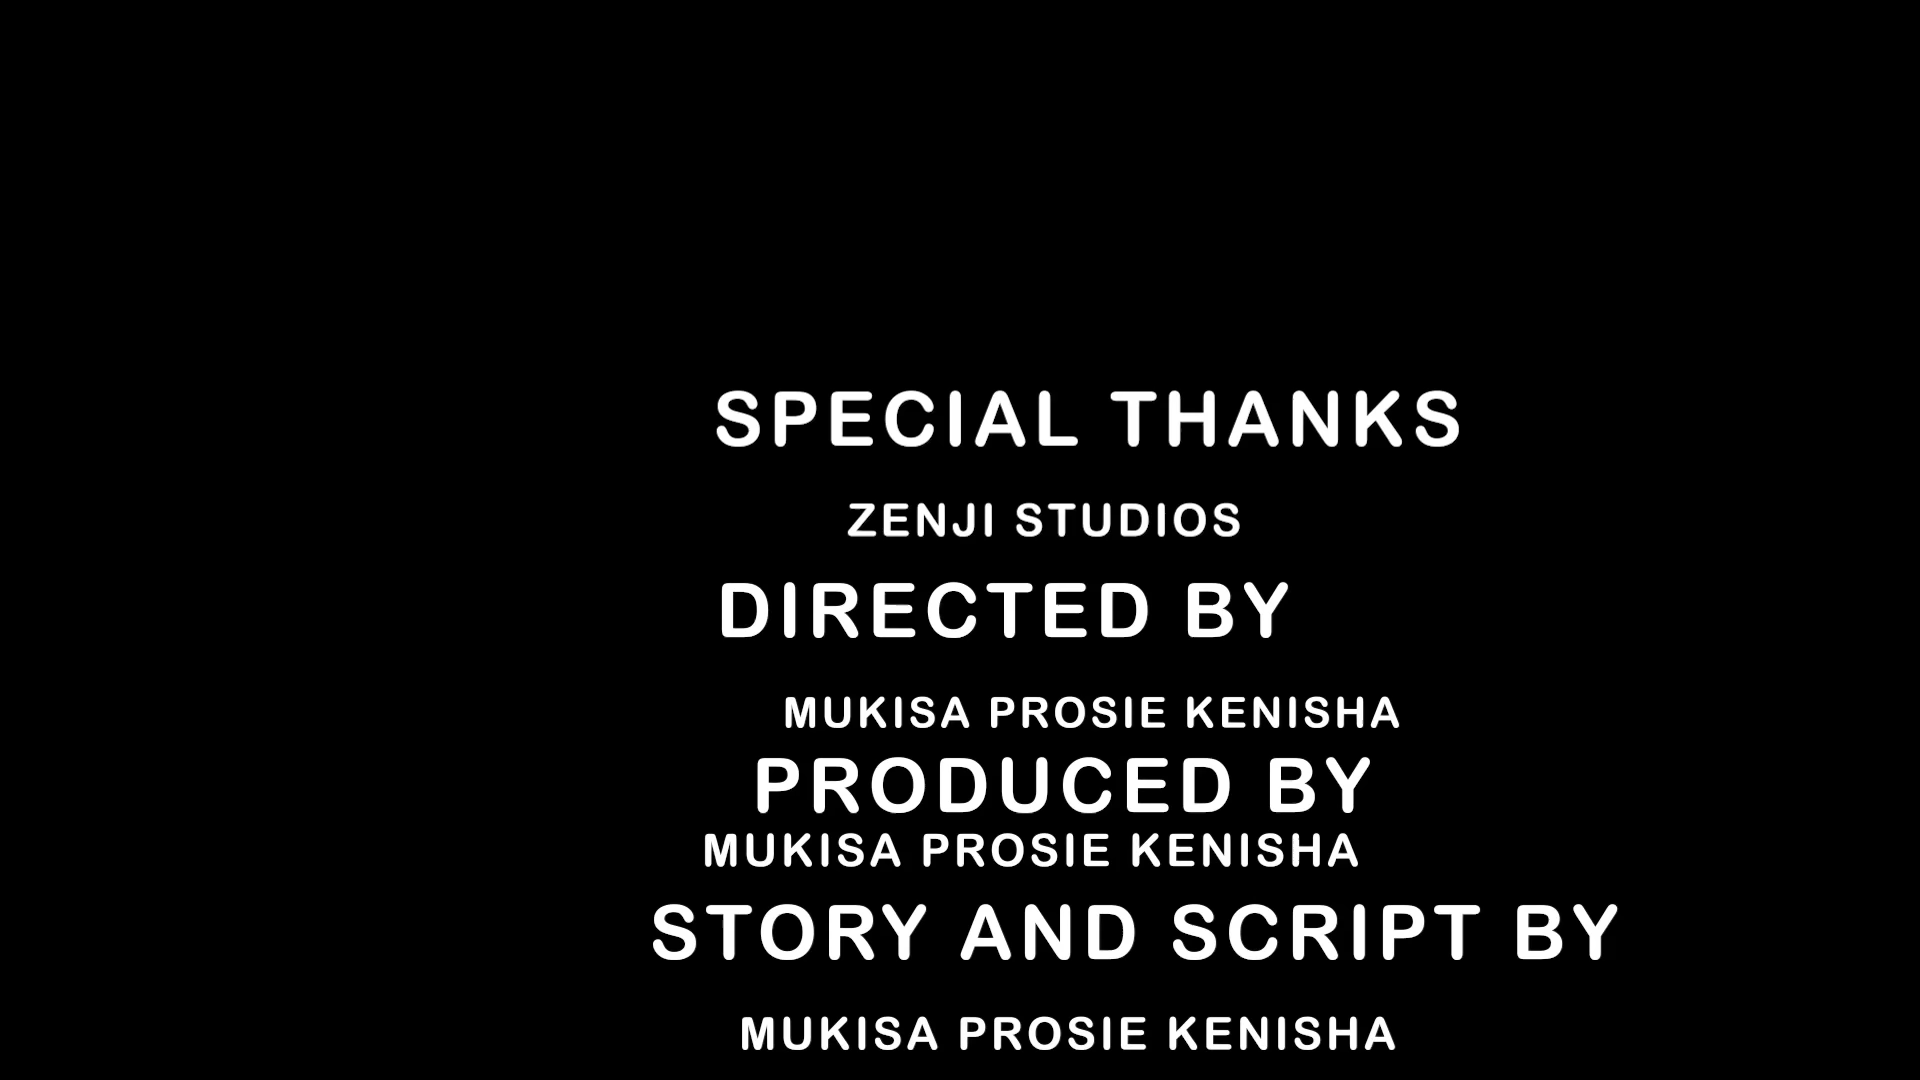 SPECIAL THANKS
ZENJI STUDIOS
DIRECTED BY
MUKISA PROSIE KENISHA
PRODUCED BY
MUKISA PROSIE KENISHA
STORY AND SCRIPT BY
MUKISA PROSIE KENISHA